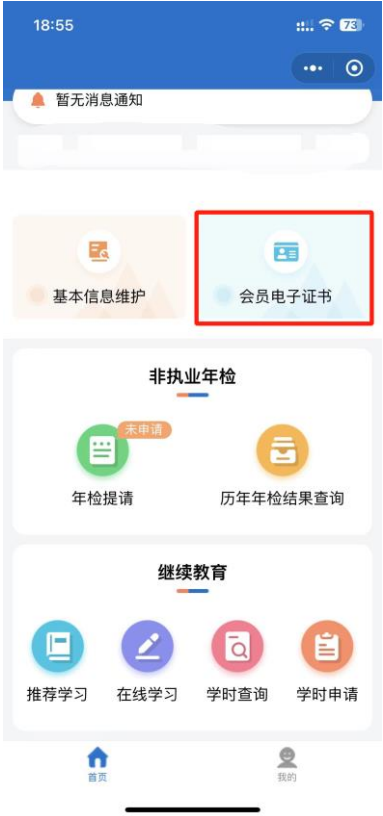 18:55
73
暂无消息通知
基本信息维护
会员电子证书
非执业年检
未申请
年检提请
历年年检结果查询
继续教育
推荐学习
在线学习
学时查询
学时申请
首页
我的